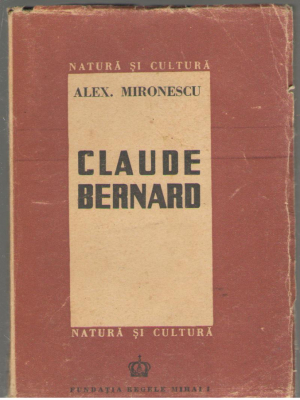 NATURĂ ȘI CULTURĂ
ALEX. MIRONESCU
CLAUDE
BERNARD
NATURĂ ȘI CULTURĂ
FUNDAȚIA REGELE MIHAI I